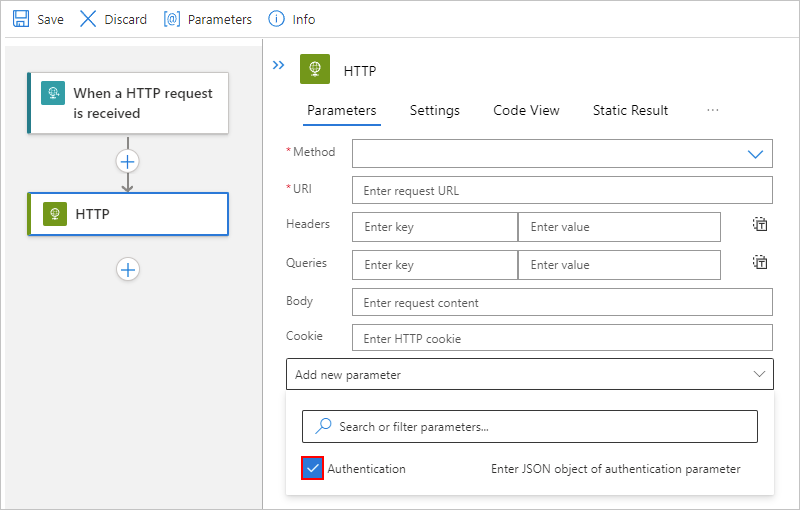 Save Discard [@] Parameters Info
When a HTTP request
is received
HTTP
HTTP
Parameters Settings Code View Static Result ...
* Method
* URI Enter request URL
Headers Enter key Enter value
Queries Enter key Enter value
Body Enter request content
Cookie Enter HTTP cookie
Add new parameter
Search or filter parameters...
Authentication Enter JSON object of authentication parameter